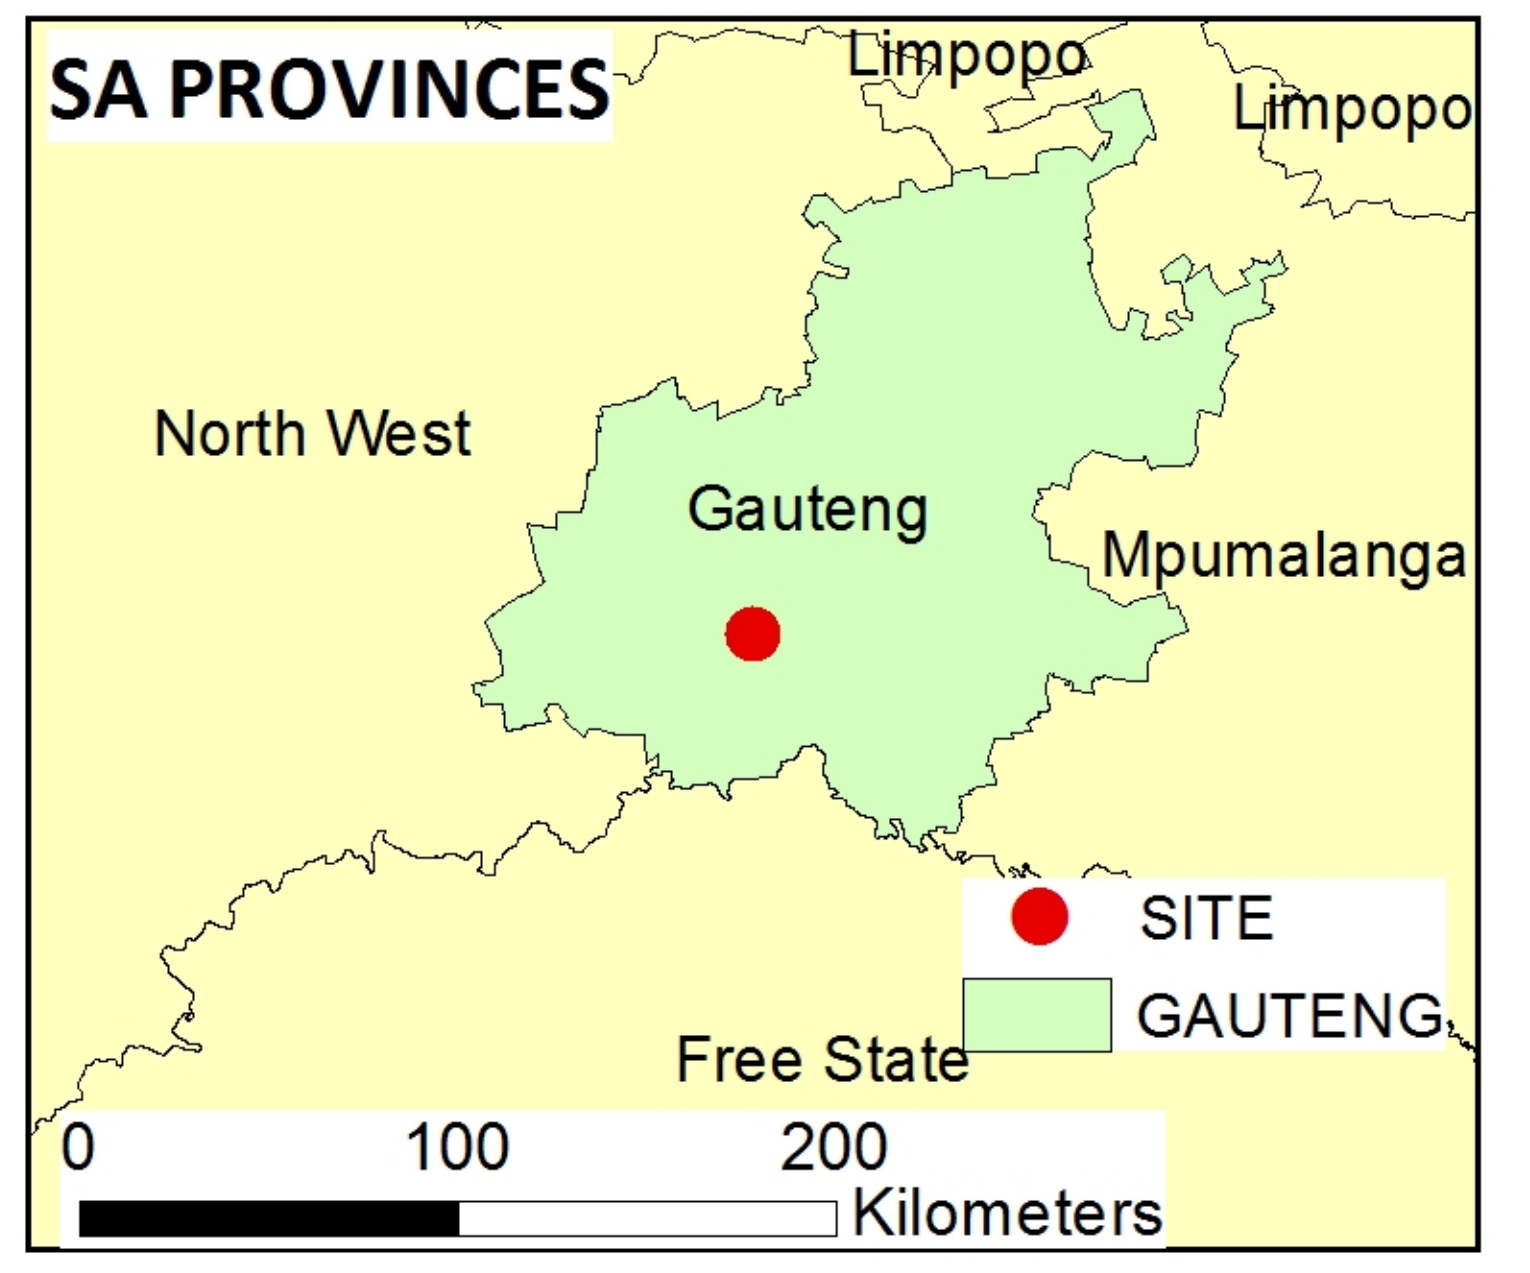 SA PROVINCES
Limpopo
Limpopo
North West
Gauteng
Mpumalanga
SITE
GAUTENG
Free State
0 100 200
Kilometers